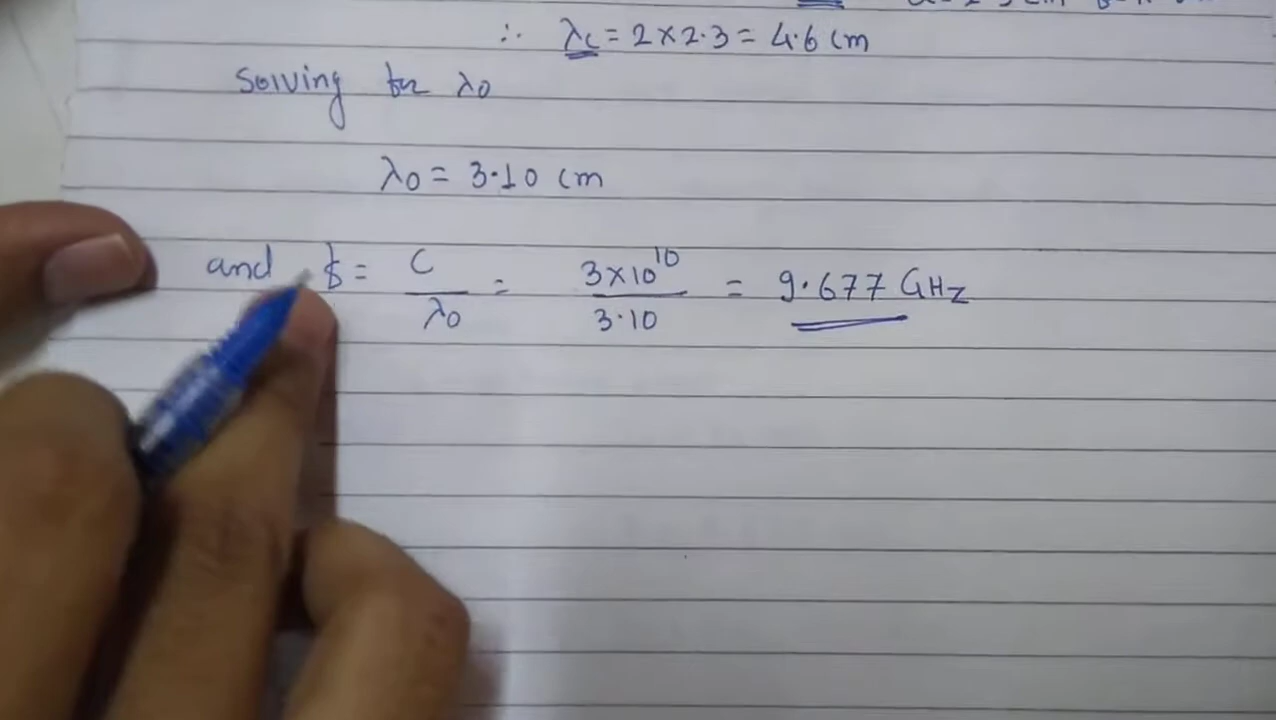 ∴ λc = 2 × 2.3 = 4.6 cm
Solving for λ0
λ0 = 3.10 cm
and f = C / λ0 = 3×10^10 / 3.10 = 9.677 GHz